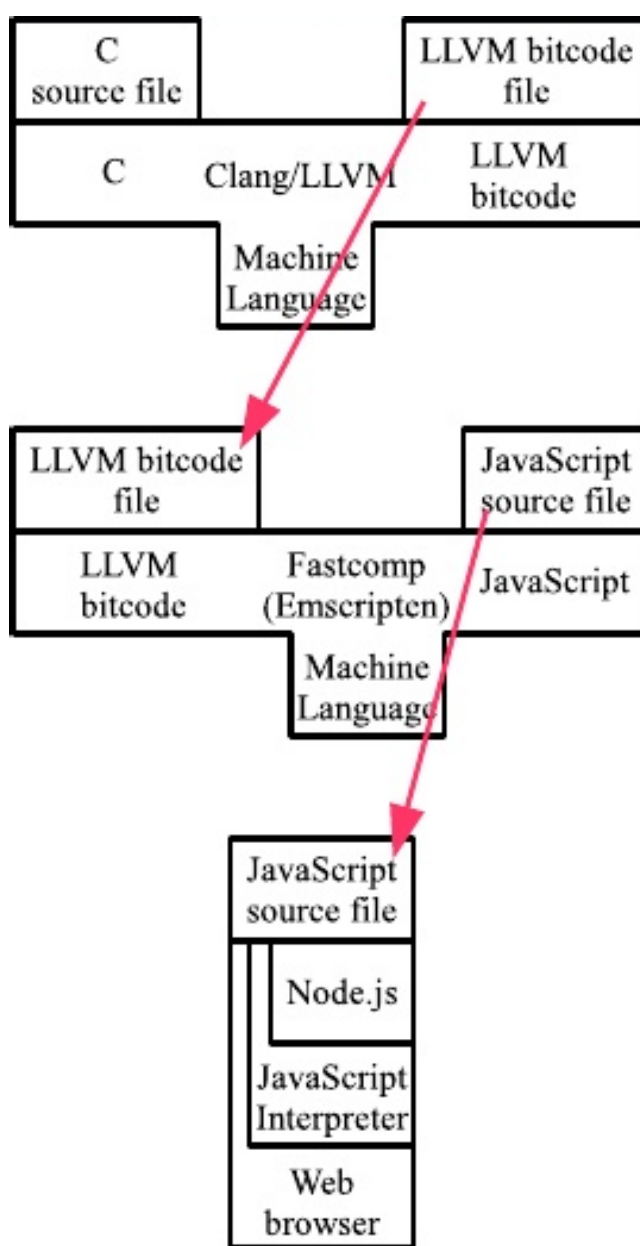 C
source file
LLVM bitcode
file
C
Clang/LLVM
LLVM
bitcode
Machine
Language
LLVM bitcode
file
JavaScript
source file
LLVM
bitcode
Fastcomp
(Emscripten)
JavaScript
Machine
Language
JavaScript
source file
Node.js
JavaScript
Interpreter
Web
browser